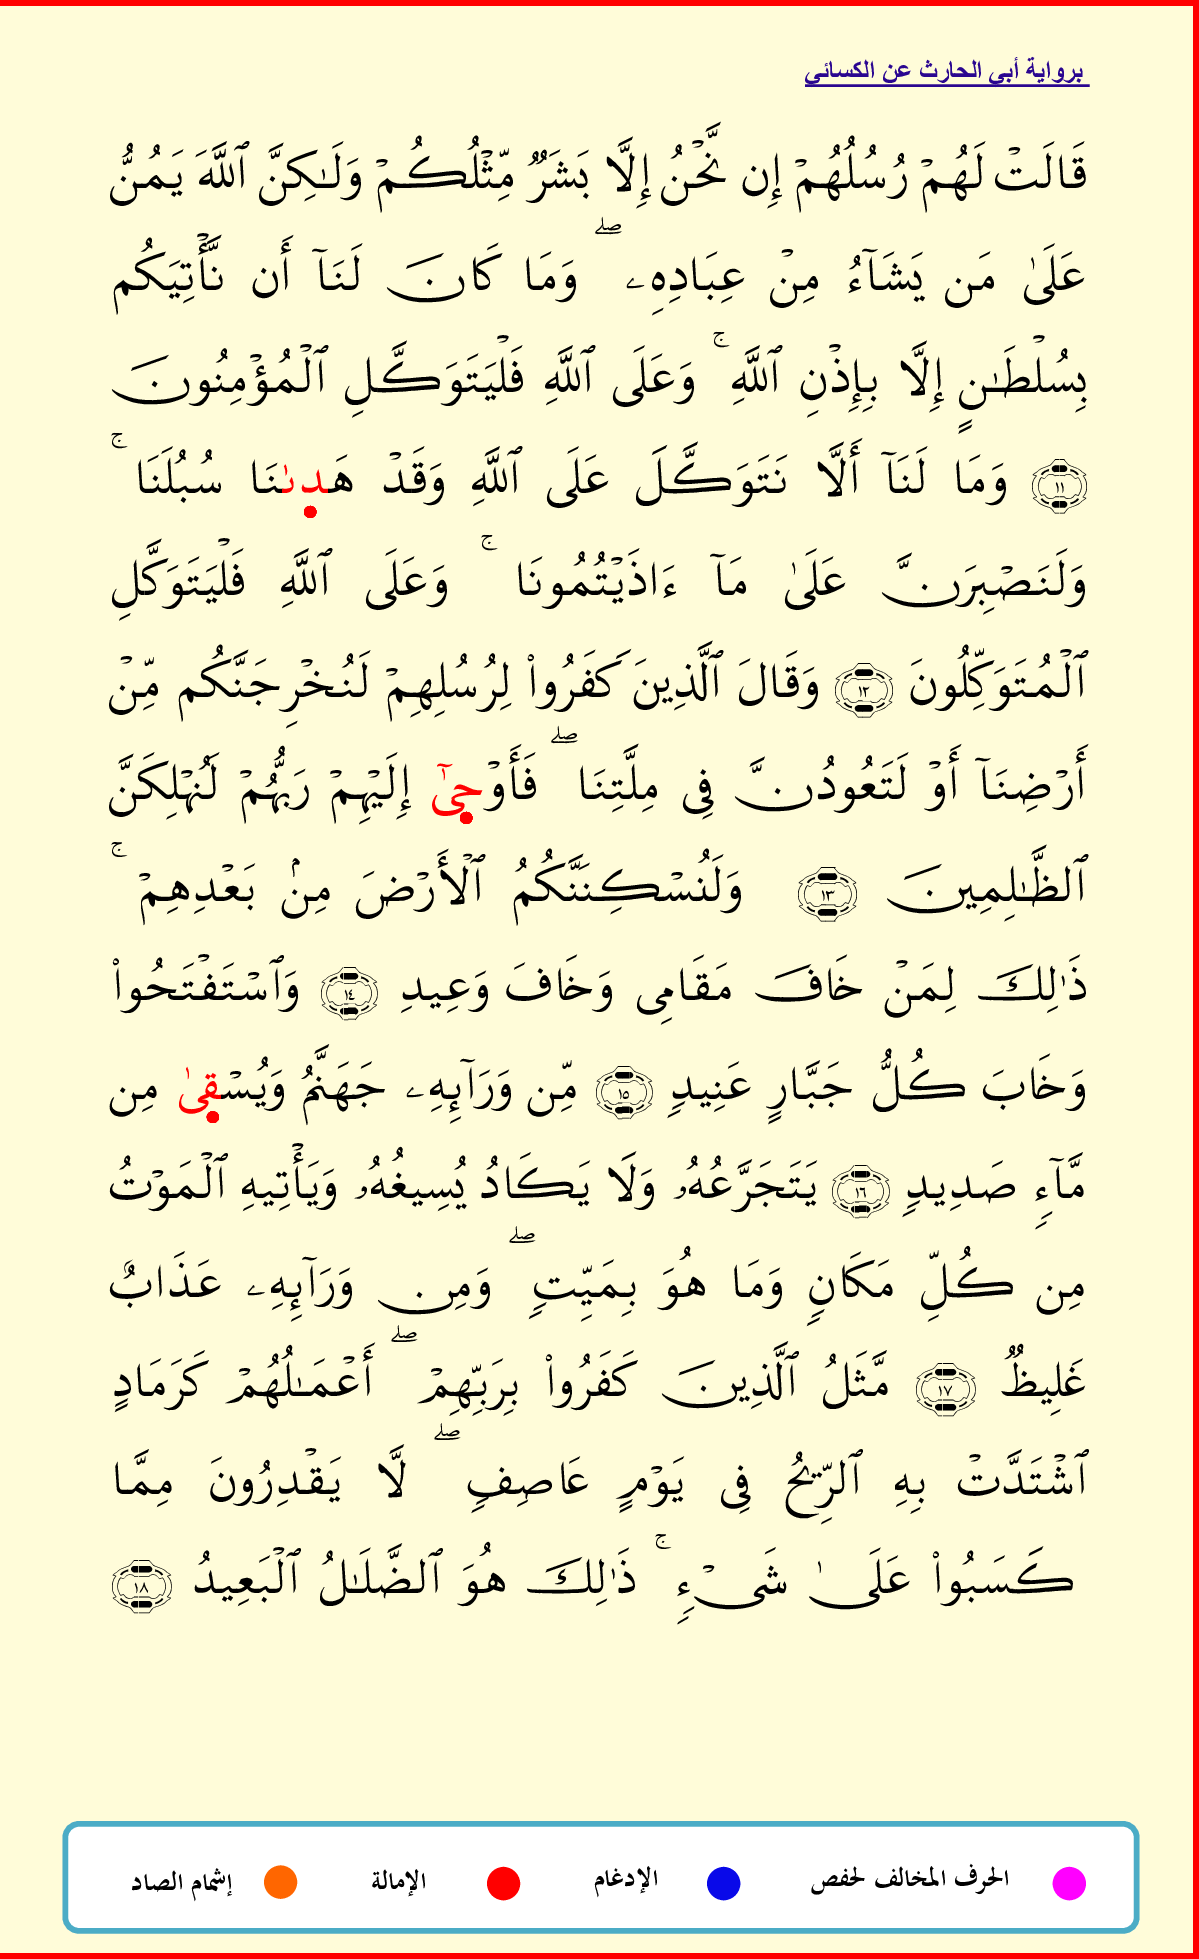 برواية أبي الحارث عن الكسائي
قَالَتۡ لَهُمۡ رُسُلُهُمۡ إِن نَّحۡنُ إِلَّا بَشَرٞ مِّثۡلُكُمۡ وَلَٰكِنَّ ٱللَّهَ يَمُنُّ
عَلَىٰ مَن يَشَآءُ مِنۡ عِبَادِهِۦۖ وَمَا كَانَ لَنَآ أَن نَّأۡتِيَكُم
بِسُلۡطَٰنٍ إِلَّا بِإِذۡنِ ٱللَّهِۚ وَعَلَى ٱللَّهِ فَلۡيَتَوَكَّلِ ٱلۡمُؤۡمِنُونَ
١١ وَمَا لَنَآ أَلَّا نَتَوَكَّلَ عَلَى ٱللَّهِ وَقَدۡ هَدىٰنَا سُبُلَنَاۚ
وَلَنَصۡبِرَنَّ عَلَىٰ مَآ ءَاذَيۡتُمُونَاۚ وَعَلَى ٱللَّهِ فَلۡيَتَوَكَّلِ
ٱلۡمُتَوَكِّلُونَ ١٢ وَقَالَ ٱلَّذِينَ كَفَرُواْ لِرُسُلِهِمۡ لَنُخۡرِجَنَّكُم مِّنۡ
أَرۡضِنَآ أَوۡ لَتَعُودُنَّ فِي مِلَّتِنَاۖ فَأَوۡحىٰٓ إِلَيۡهِمۡ رَبُّهُمۡ لَنُهۡلِكَنَّ
ٱلظَّٰلِمِينَ ١٣ وَلَنُسۡكِنَنَّكُمُ ٱلۡأَرۡضَ مِنۢ بَعۡدِهِمۡۚ
ذَٰلِكَ لِمَنۡ خَافَ مَقَامِي وَخَافَ وَعِيدِ ١٤ وَٱسۡتَفۡتَحُواْ
وَخَابَ كُلُّ جَبَّارٍ عَنِيدٖ ١٥ مِّن وَرَآئِهِۦ جَهَنَّمُ وَيُسۡقىٰ مِن
مَّآءٖ صَدِيدٖ ١٦ يَتَجَرَّعُهُۥ وَلَا يَكَادُ يُسِيغُهُۥ وَيَأۡتِيهِ ٱلۡمَوۡتُ
مِن كُلِّ مَكَانٖ وَمَا هُوَ بِمَيِّتٖۖ وَمِن وَرَآئِهِۦ عَذَابٌ
غَلِيظٞ ١٧ مَّثَلُ ٱلَّذِينَ كَفَرُواْ بِرَبِّهِمۡۖ أَعۡمَٰلُهُمۡ كَرَمَادٍ
ٱشۡتَدَّتۡ بِهِ ٱلرِّيحُ فِي يَوۡمٍ عَاصِفٖۖ لَّا يَقۡدِرُونَ مِمَّا
كَسَبُواْ عَلَىٰ شَيۡءٖۚ ذَٰلِكَ هُوَ ٱلضَّلَٰلُ ٱلۡبَعِيدُ ١٨
الحرف المخالف لحفص الإدغام الإمالة إشمام الصاد